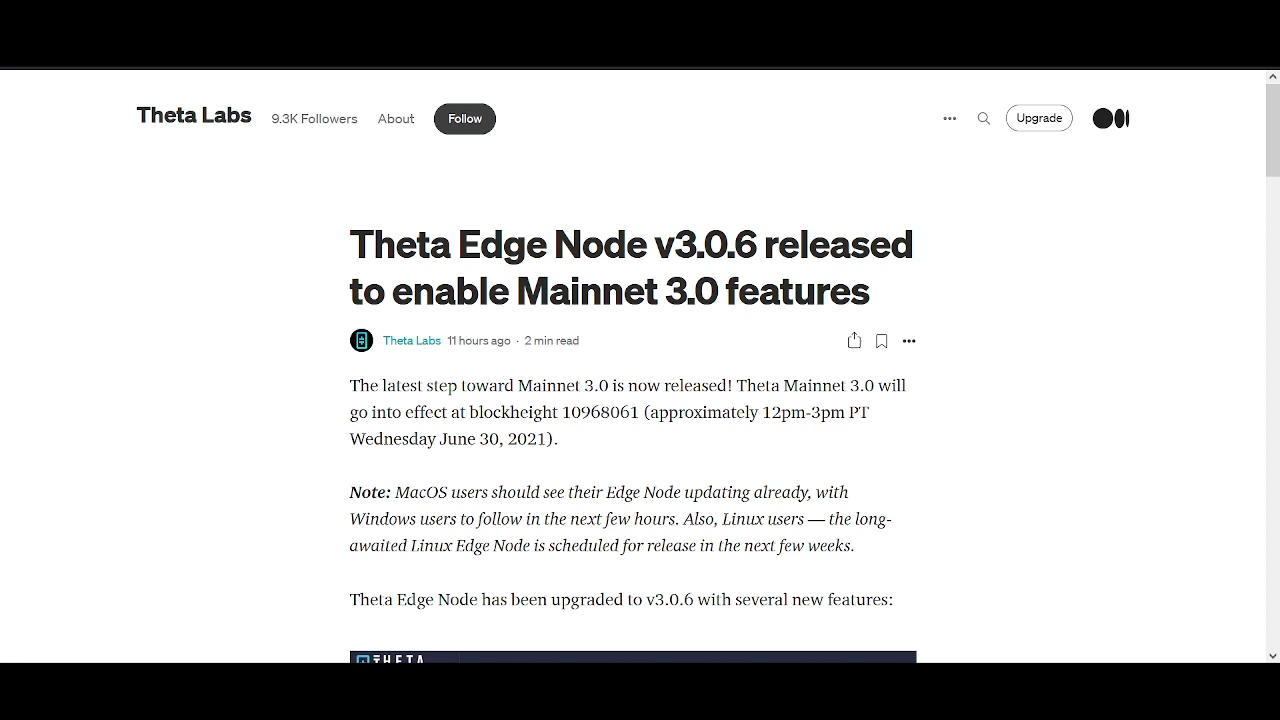 Theta Labs 9.3K Followers About Follow Upgrade
Theta Edge Node v3.0.6 released
to enable Mainnet 3.0 features
Theta Labs 11 hours ago · 2 min read
The latest step toward Mainnet 3.0 is now released! Theta Mainnet 3.0 will
go into effect at blockheight 10968061 (approximately 12pm-3pm PT
Wednesday June 30, 2021).
Note: MacOS users should see their Edge Node updating already, with
Windows users to follow in the next few hours. Also, Linux users — the long-
awaited Linux Edge Node is scheduled for release in the next few weeks.
Theta Edge Node has been upgraded to v3.0.6 with several new features:
THETA